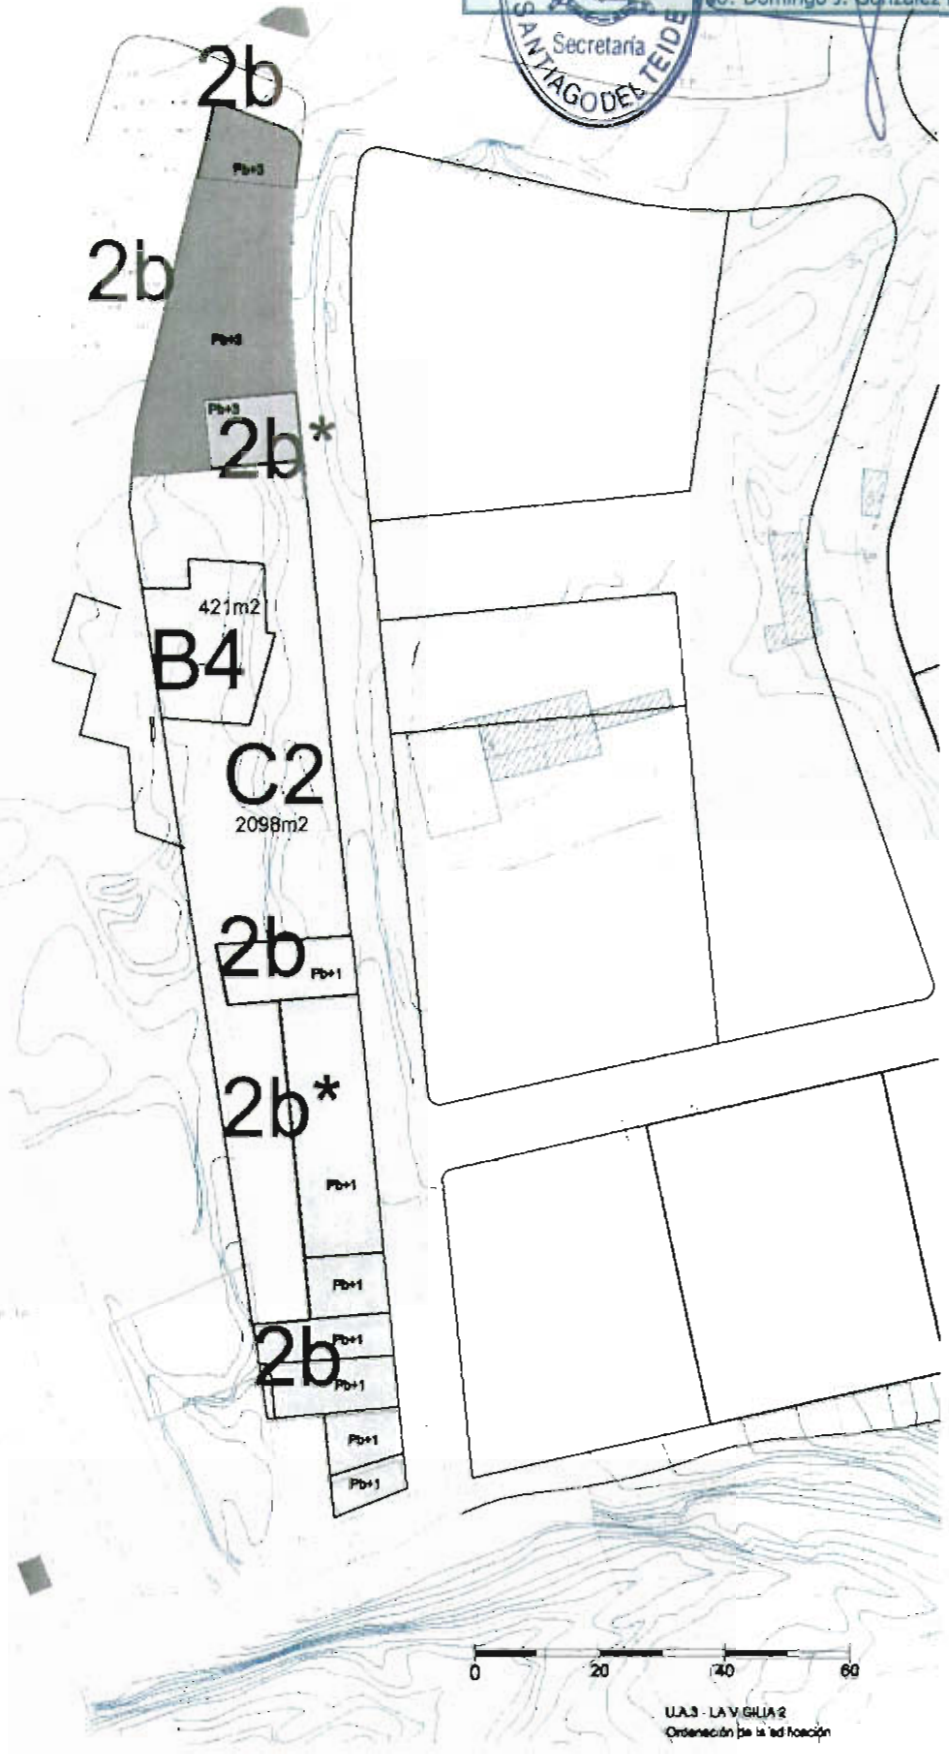 Domingo J. González
Secretaría
SANTIAGO DEL TEIDE
2b
Pb+3
2b
Pb+3
Pb+3
2b*
421m2
B4
C2
2098m2
2b
Pb+1
2b*
Pb+1
Pb+1
2b
Pb+1
Pb+1
Pb+1
Pb+1
0 20 40 60
U.A.3 - LA VIGILIA 2
Ordenación de la edificación